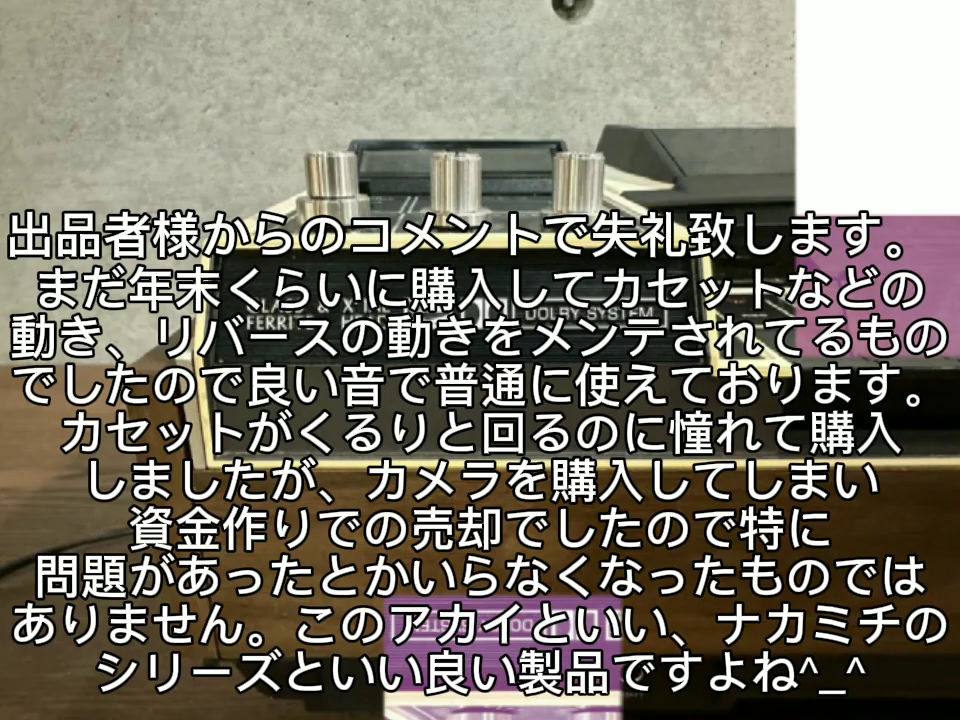 出品者様からのコメントで失礼致します。
まだ年末くらいに購入してカセットなどの
動き、リバースの動きをメンテされてるもの
でしたので良い音で普通に使えております。
カセットがくるりと回るのに憧れて購入
しましたが、カメラを購入してしまい
資金作りでの売却でしたので特に
問題があったとかいらなくなったものでは
ありません。このアカイといい、ナカミチの
シリーズといい良い製品ですよね^_^
DOLBY SYSTEM